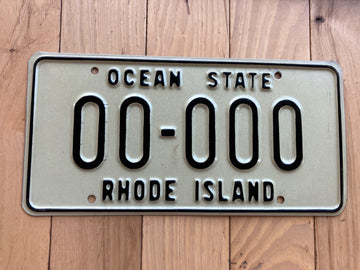 OCEAN STATE
00-000
RHODE ISLAND